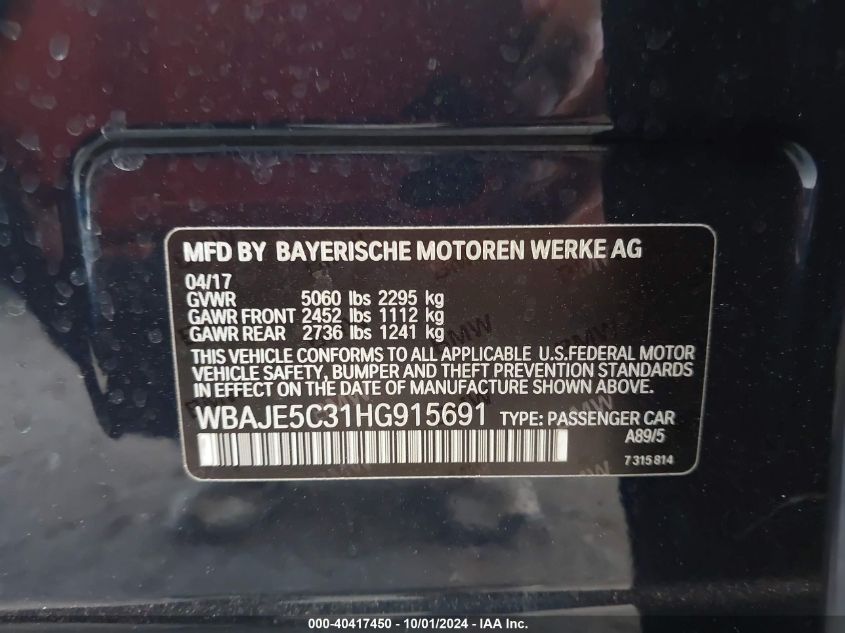 MFD BY BAYERISCHE MOTOREN WERKE AG
04/17
GVWR 5060 lbs 2295 kg
GAWR FRONT 2452 lbs 1112 kg
GAWR REAR 2736 lbs 1241 kg
THIS VEHICLE CONFORMS TO ALL APPLICABLE U.S.FEDERAL MOTOR
VEHICLE SAFETY, BUMPER AND THEFT PREVENTION STANDARDS
IN EFFECT ON THE DATE OF MANUFACTURE SHOWN ABOVE.
WBAJE5C31HG915691 TYPE: PASSENGER CAR
A89/5
7 315 814
000-40417450 - 10/01/2024 - IAA Inc.